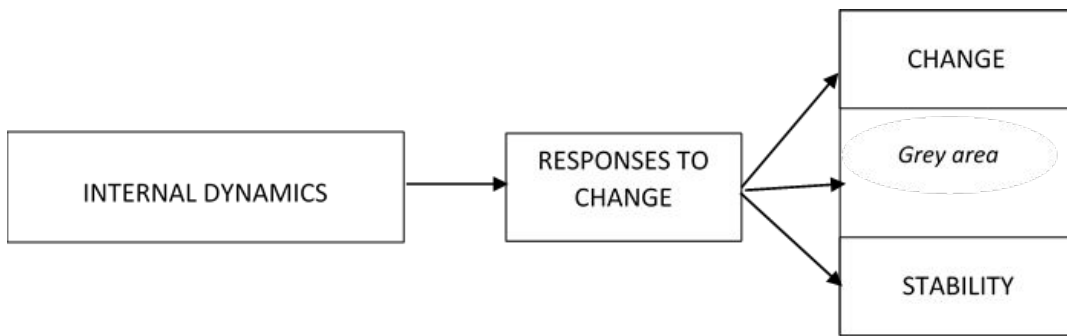 INTERNAL DYNAMICS
RESPONSES TO
CHANGE
CHANGE
Grey area
STABILITY